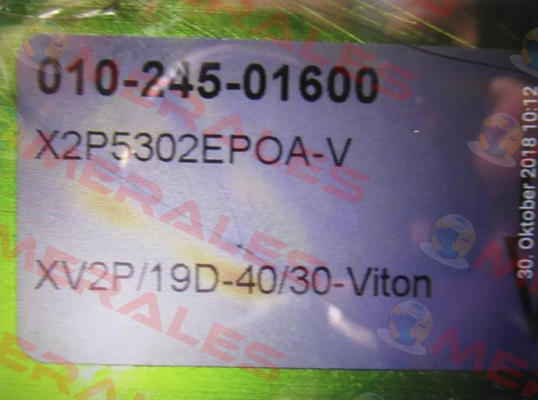 010-245-01600
X2P5302EPOA-V
XV2P/19D-40/30-Viton
30. Oktober 2018 10:12
MERALES
MERALES
MERALES